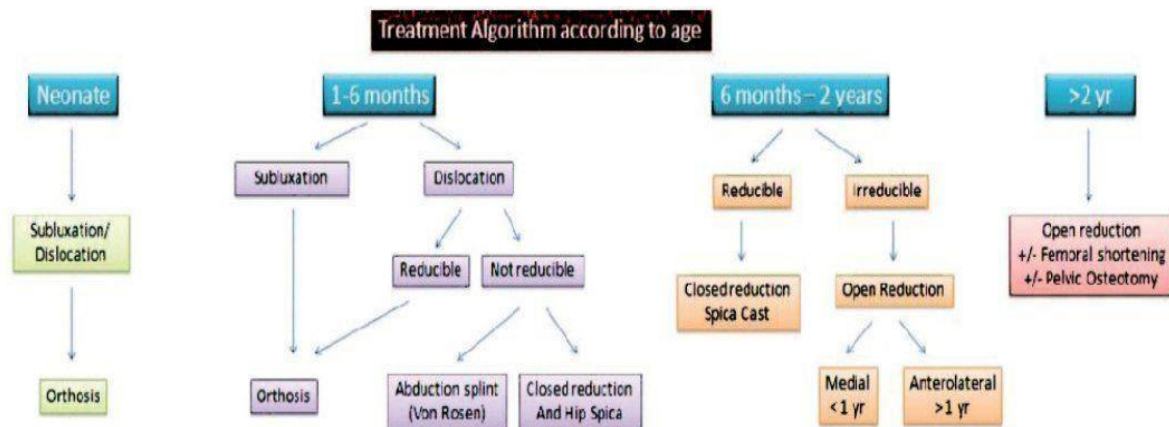 Treatment Algorithm according to age
Neonate
Subluxation/
Dislocation
Orthosis
1-6 months
Subluxation
Dislocation
Reducible
Not reducible
Orthosis
Abduction splint
(Von Rosen)
Closed reduction
And Hip Spica
6 months – 2 years
Reducible
Irreducible
Closed reduction
Spica Cast
Open Reduction
Medial
<1 yr
Anterolateral
>1 yr
>2 yr
Open reduction
+/- Femoral shortening
+/- Pelvic Osteotomy